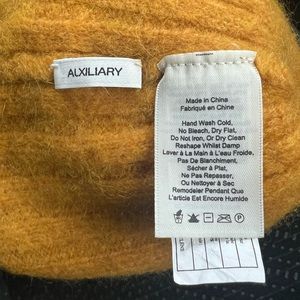 AUXILIARY
Made in China
Fabriqué en Chine
Hand Wash Cold,
No Bleach, Dry Flat,
Do Not Iron, Or Dry Clean
Reshape Whilst Damp
Laver à La Main à L'eau Froide,
Pas De Blanchiment,
Sécher à Plat,
Ne Pas Repasser,
Ou Nettoyer à Sec
Remodeler Pendant Que
L'article Est Encore Humide
P